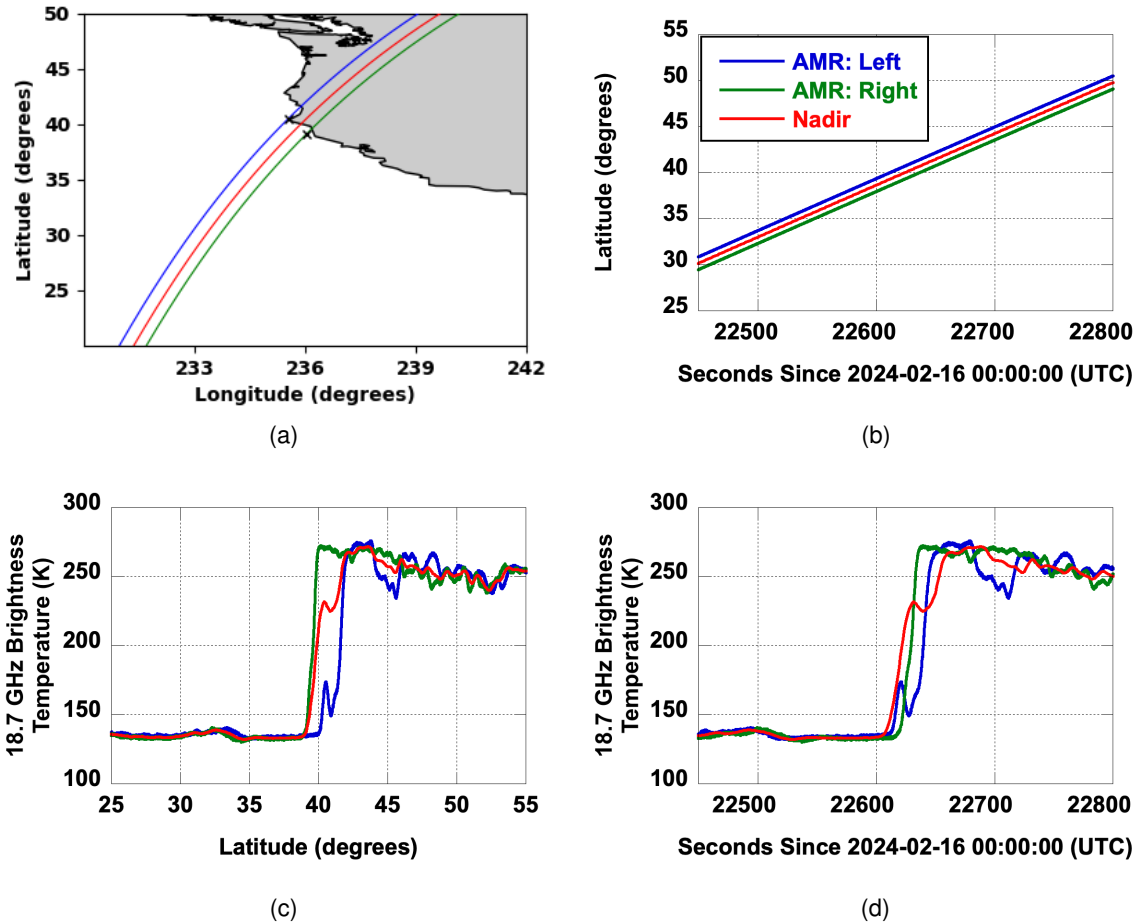 50
45
40
35
30
25
Latitude (degrees)
233
236
239
242
Longitude (degrees)
(a)
55
50
45
40
35
30
25
Latitude (degrees)
AMR: Left
AMR: Right
Nadir
22500
22600
22700
22800
Seconds Since 2024-02-16 00:00:00 (UTC)
(b)
300
250
200
150
100
18.7 GHz Brightness
Temperature (K)
25
30
35
40
45
50
55
Latitude (degrees)
(c)
300
250
200
150
100
18.7 GHz Brightness
Temperature (K)
22500
22600
22700
22800
Seconds Since 2024-02-16 00:00:00 (UTC)
(d)